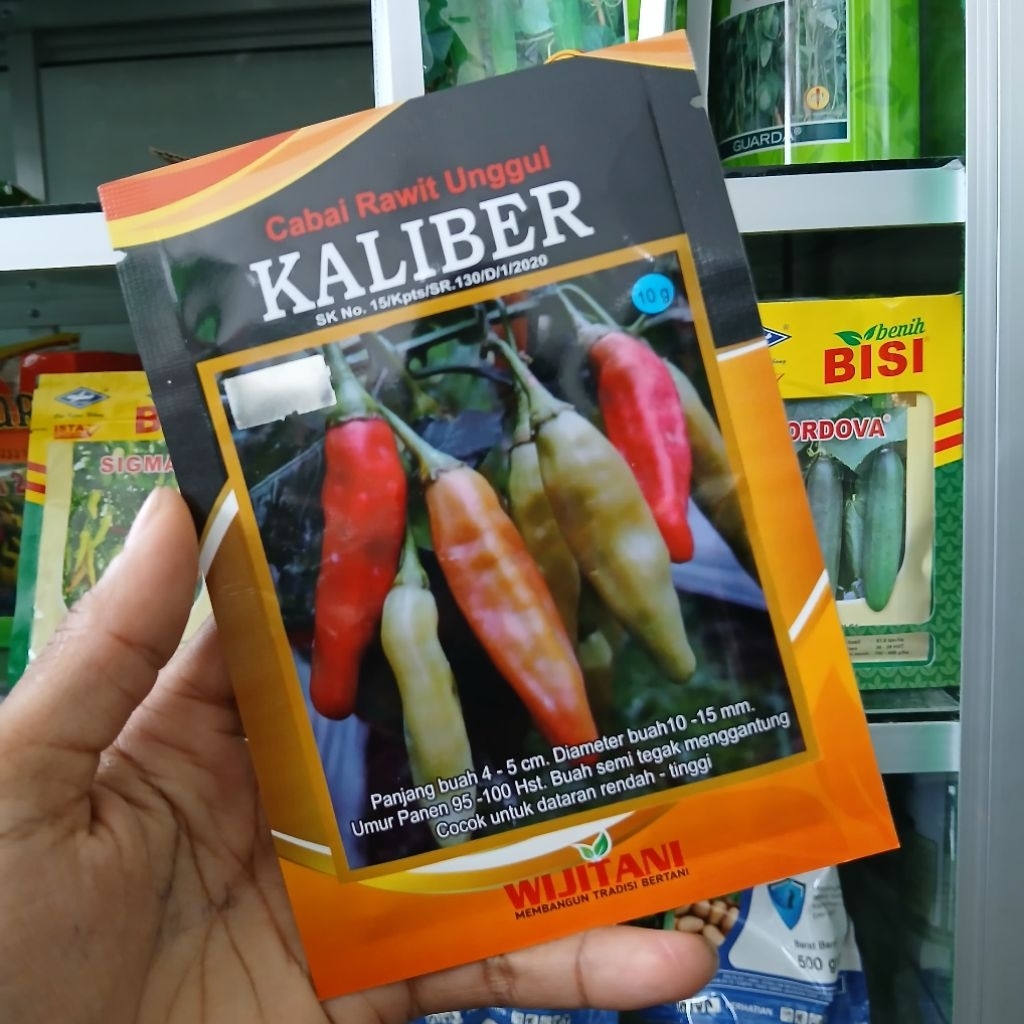 Cabai Rawit Unggul
KALIBER
SK No. 15/Kpts/SR.130/D/1/2020
10 g
Panjang buah 4 - 5 cm. Diameter buah10 -15 mm.
Umur Panen 95 -100 Hst. Buah semi tegak menggantung
Cocok untuk dataran rendah - tinggi
WIJITANI
MEMBANGUN TRADISI BERTANI
GUARDA®
benih
BISI
ORDOVA®
ISTA
B
SIGMA
500 g